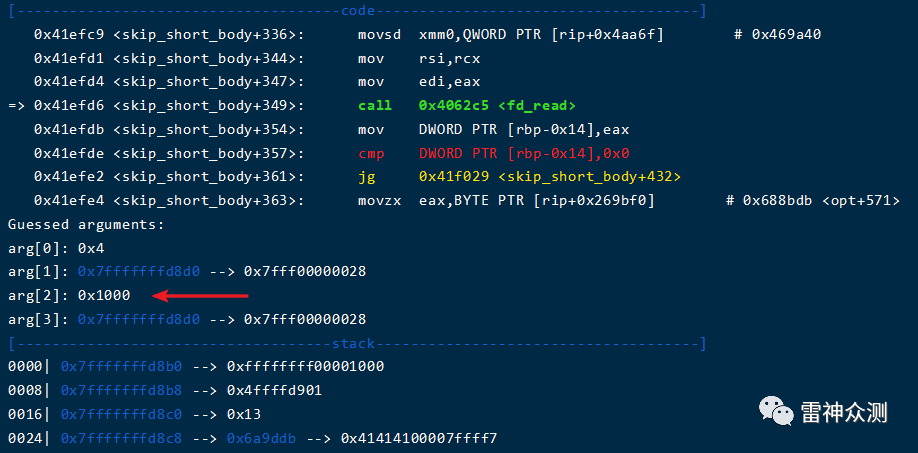 [-------------------------------------code-------------------------------------]
0x41efc9 <skip_short_body+336>: movsd xmm0,QWORD PTR [rip+0x4aa6f] # 0x469a40
0x41efd1 <skip_short_body+344>: mov rsi,rcx
0x41efd4 <skip_short_body+347>: mov edi,eax
=> 0x41efd6 <skip_short_body+349>: call 0x4062c5 <fd_read>
0x41efdb <skip_short_body+354>: mov DWORD PTR [rbp-0x14],eax
0x41efde <skip_short_body+357>: cmp DWORD PTR [rbp-0x14],0x0
0x41efe2 <skip_short_body+361>: jg 0x41f029 <skip_short_body+432>
0x41efe4 <skip_short_body+363>: movzx eax,BYTE PTR [rip+0x269bf0] # 0x688bdb <opt+571>
Guessed arguments:
arg[0]: 0x4
arg[1]: 0x7fffffffd8d0 --> 0x7fff00000028
arg[2]: 0x1000
arg[3]: 0x7fffffffd8d0 --> 0x7fff00000028
[------------------------------------stack-------------------------------------]
0000| 0x7fffffffd8b0 --> 0xffffffff00001000
0008| 0x7fffffffd8b8 --> 0x4ffffd901
0016| 0x7fffffffd8c0 --> 0x13
0024| 0x7fffffffd8c8 --> 0x6a9ddb --> 0x41414100007ffff7
雷神众测